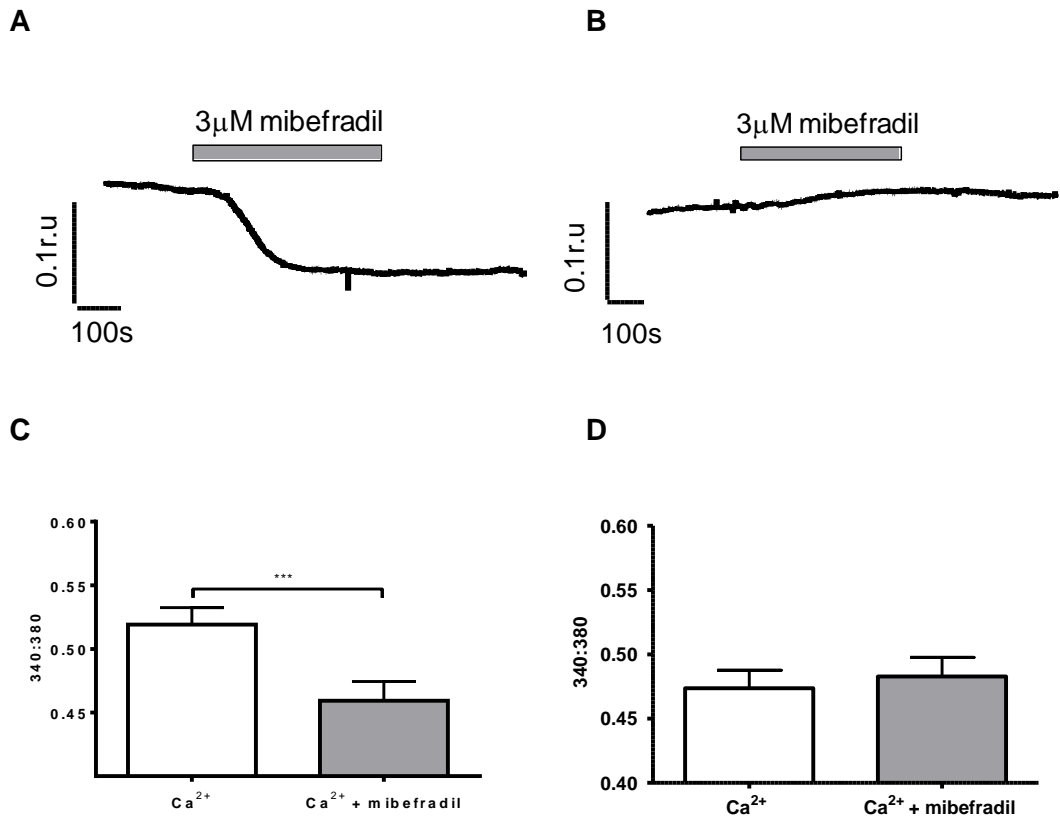 A
3μM mibefradil
0.1r.u
100s
B
3μM mibefradil
0.1r.u
100s
C
0.60
0.55
0.50
0.45
340:380
***
Ca²⁺
Ca²⁺ + mibefradil
D
0.60
0.55
0.50
0.45
0.40
340:380
Ca²⁺
Ca²⁺ + mibefradil